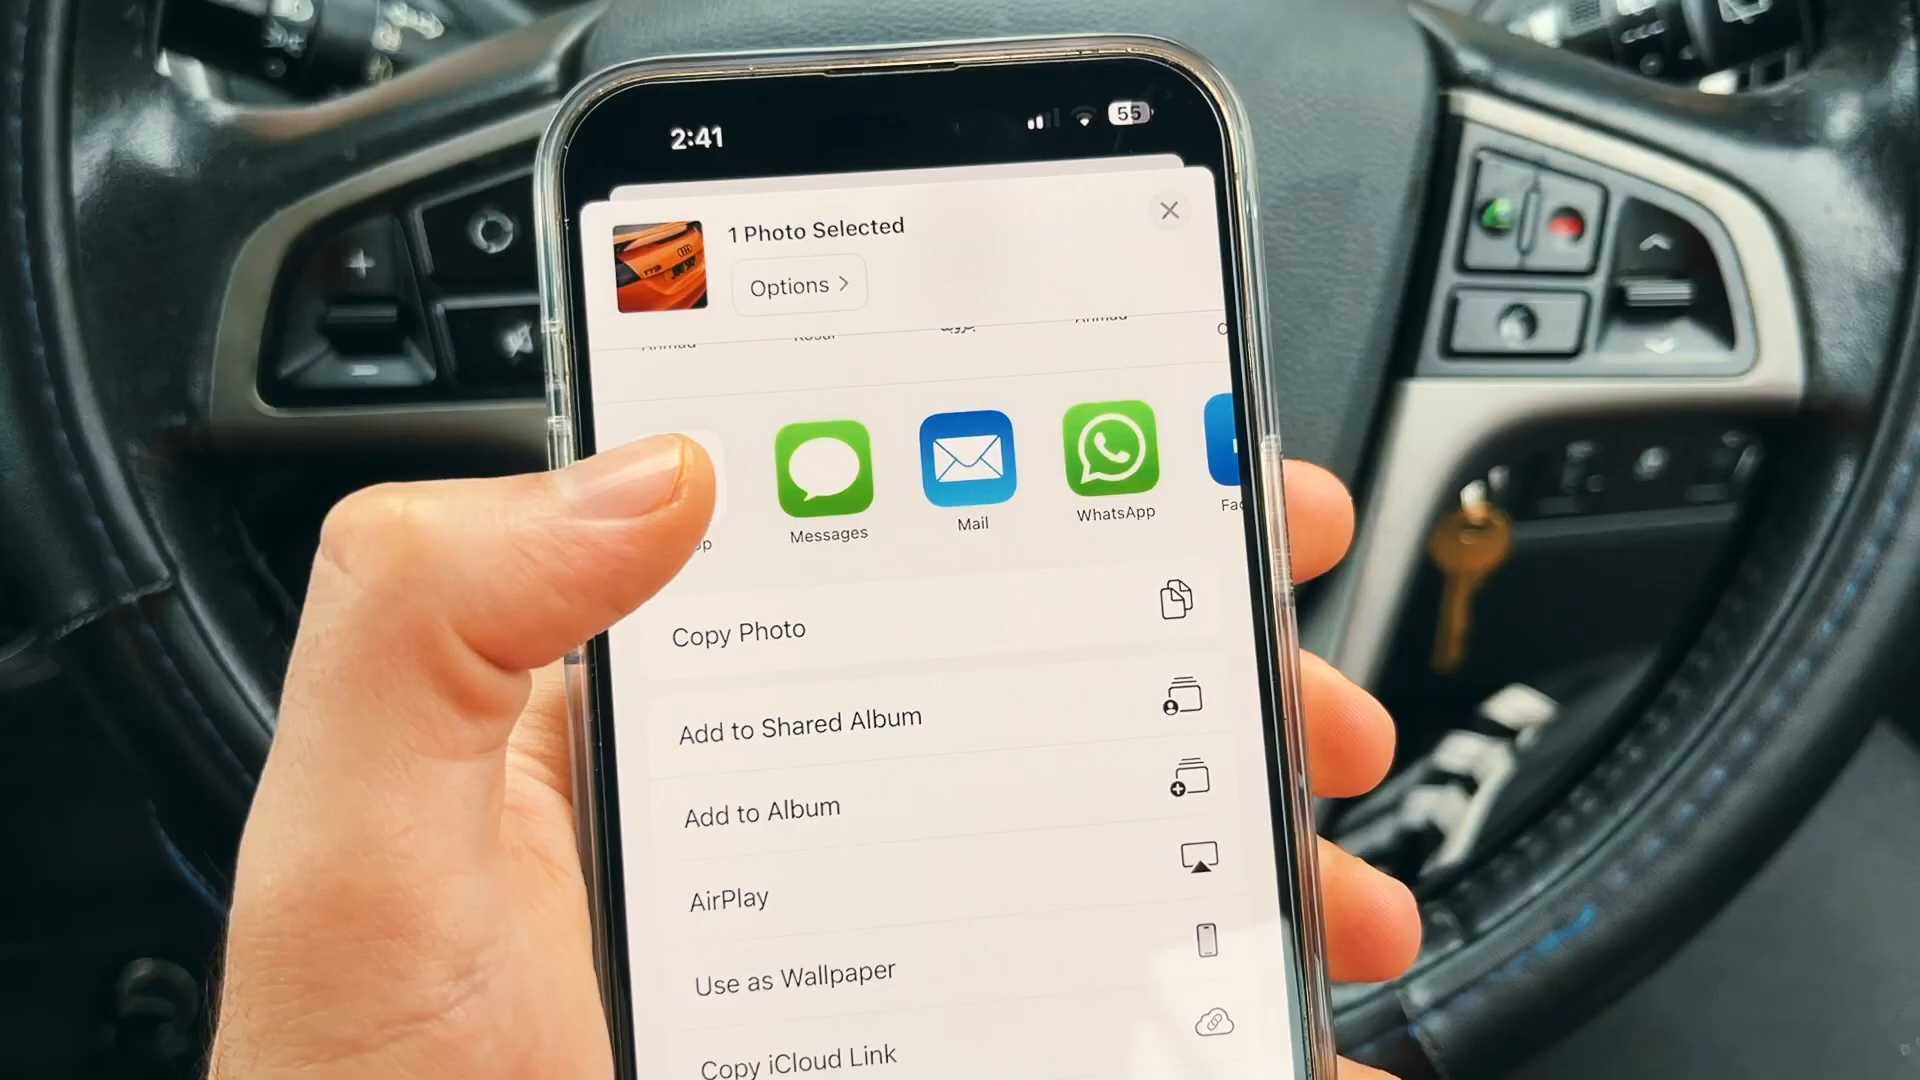 2:41
55
1 Photo Selected
Options
Ahmad
Ahmad
Messages
Mail
WhatsApp
Copy Photo
Add to Shared Album
Add to Album
AirPlay
Use as Wallpaper
Copy iCloud Link